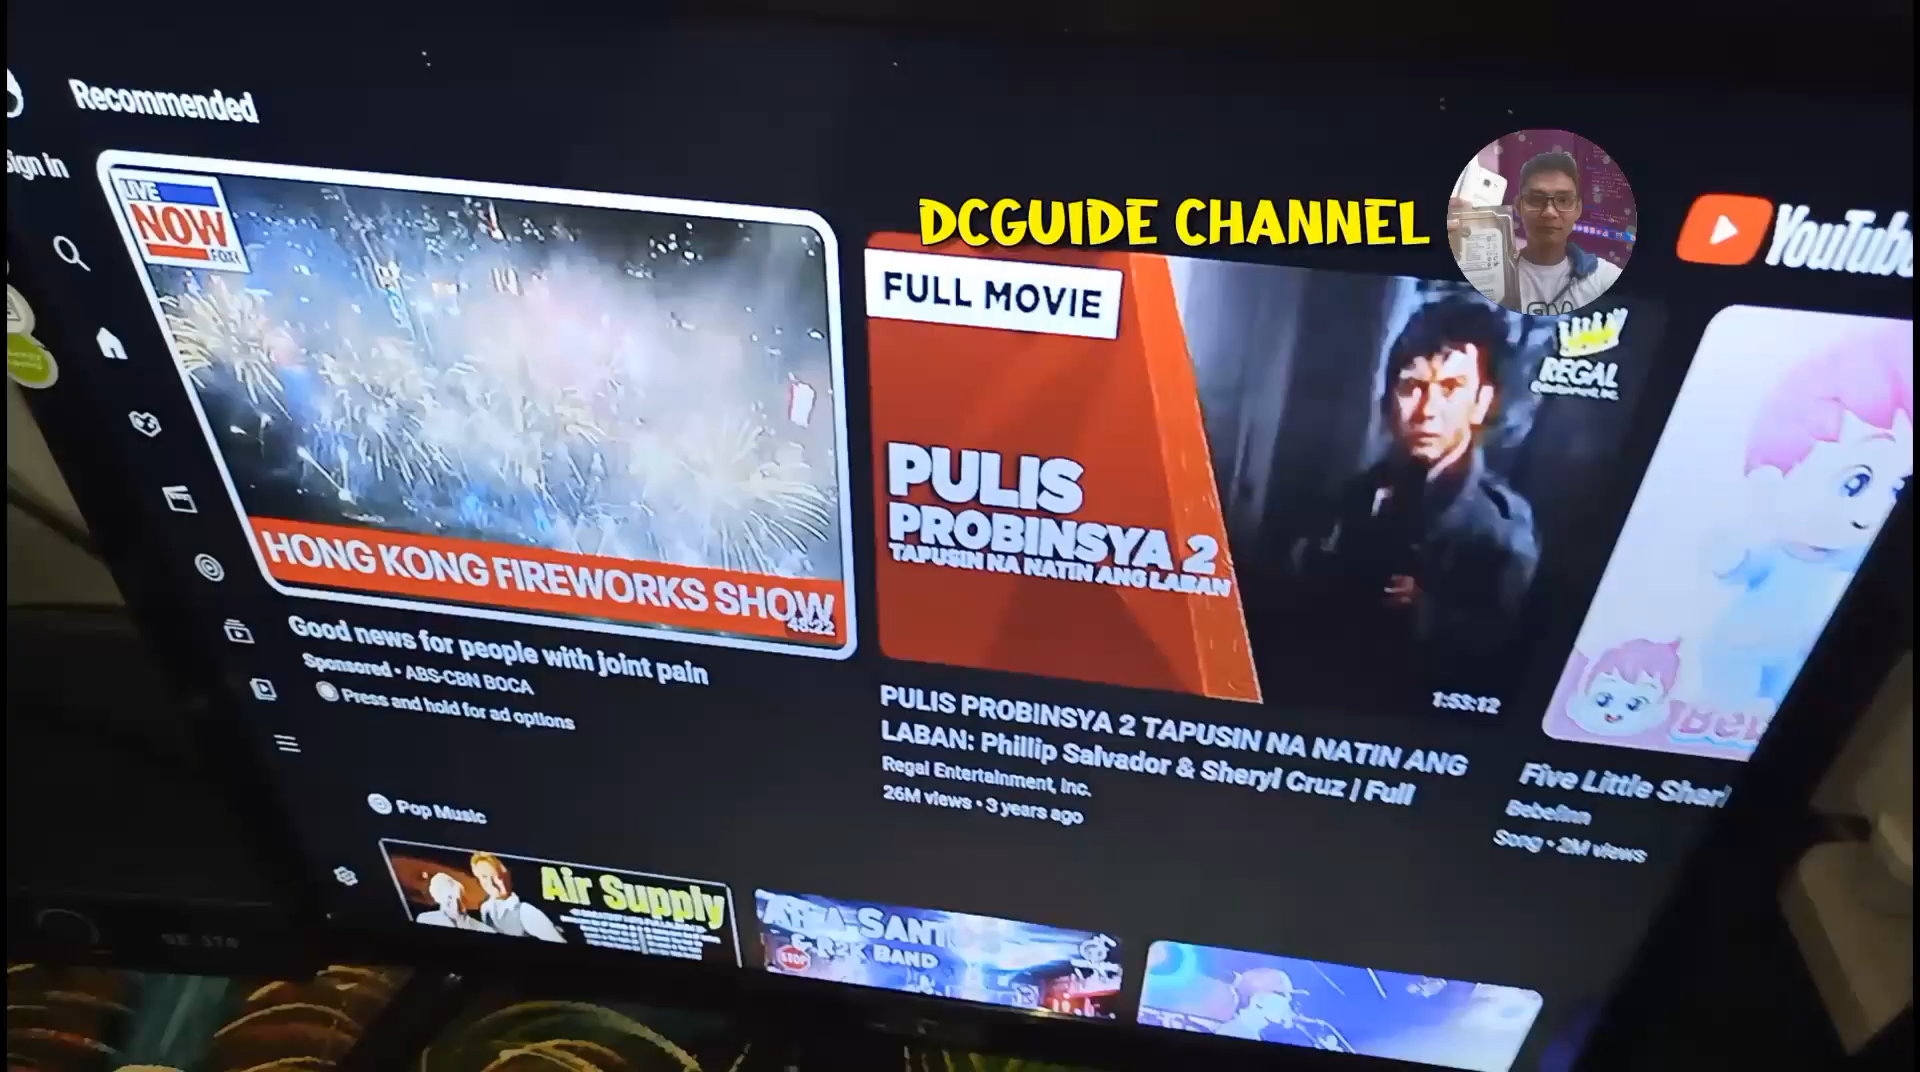 Recommended
Sign in
LIVE
NOW
FOR
HONG KONG FIREWORKS SHOW
Good news for people with joint pain
Sponsored • ABS-CBN BOCA
Press and hold for ad options
DCGUIDE CHANNEL
FULL MOVIE
REGAL
PULIS
PROBINSYA 2
TAPUSIN NA NATIN ANG LABAN
1:53:12
PULIS PROBINSYA 2 TAPUSIN NA NATIN ANG
LABAN: Phillip Salvador & Sheryl Cruz | Full
Regal Entertainment, Inc.
26M views • 3 years ago
YouTube
Five Little Shar
Bebefinn
Song • 2M views
Pop Music
Air Supply
SANT
BAND
STOP